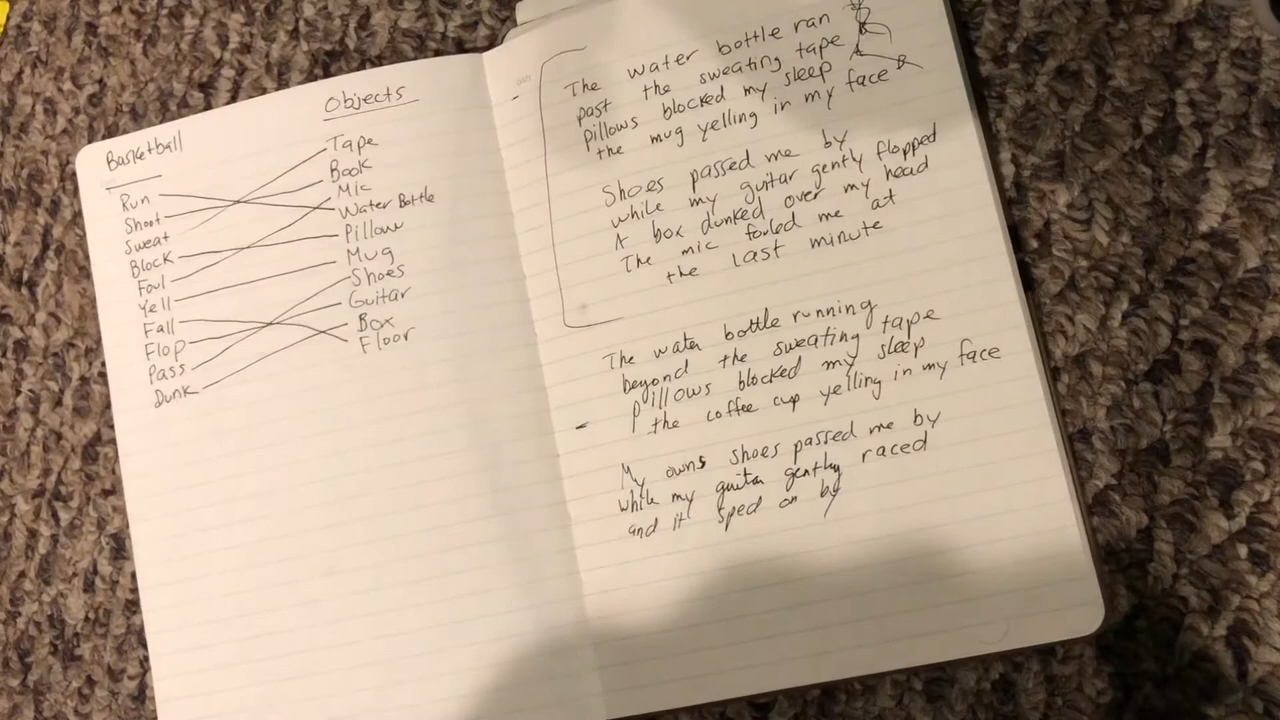 Basketball
Run
Shoot
Sweat
Block
Foul
Yell
Fall
Flop
Pass
Dunk
Objects
Tape
Book
Mic
Water Bottle
Pillow
Mug
Shoes
Guitar
Box
Floor
The water bottle ran
past the sweating tape
Pillows blocked my sleep
the mug yelling in my face B
Shoes passed me by
while my guitar gently flopped
A box dunked over my head
The mic fouled me at
the last minute
The water bottle running
beyond the sweating tape
Pillows blocked my sleep
the coffee cup yelling in my face
My owns shoes passed me by
while my guitar gently raced
and it sped on by